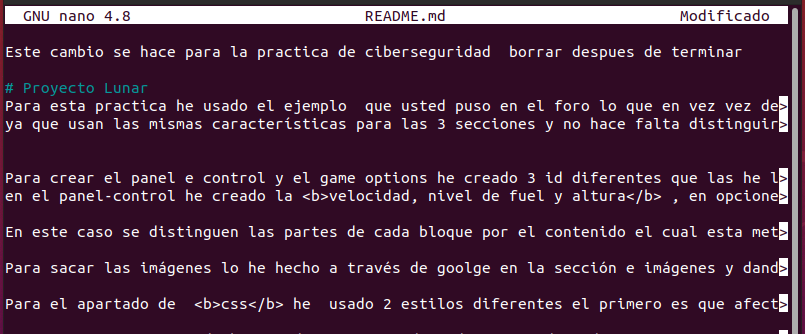 GNU nano 4.8 README.md Modificado
Este cambio se hace para la practica de ciberseguridad  borrar despues de terminar
# Proyecto Lunar
Para esta practica he usado el ejemplo  que usted puso en el foro lo que en vez vez de>
ya que usan las mismas características para las 3 secciones y no hace falta distinguir>
Para crear el panel e control y el game options he creado 3 id diferentes que las he l>
en el panel-control he creado la <b>velocidad, nivel de fuel y altura</b> , en opcione>
En este caso se distinguen las partes de cada bloque por el contenido el cual esta met>
Para sacar las imágenes lo he hecho a través de goolge en la sección e imágenes y dand>
Para el apartado de  <b>css</b> he  usado 2 estilos diferentes el primero es que afect>